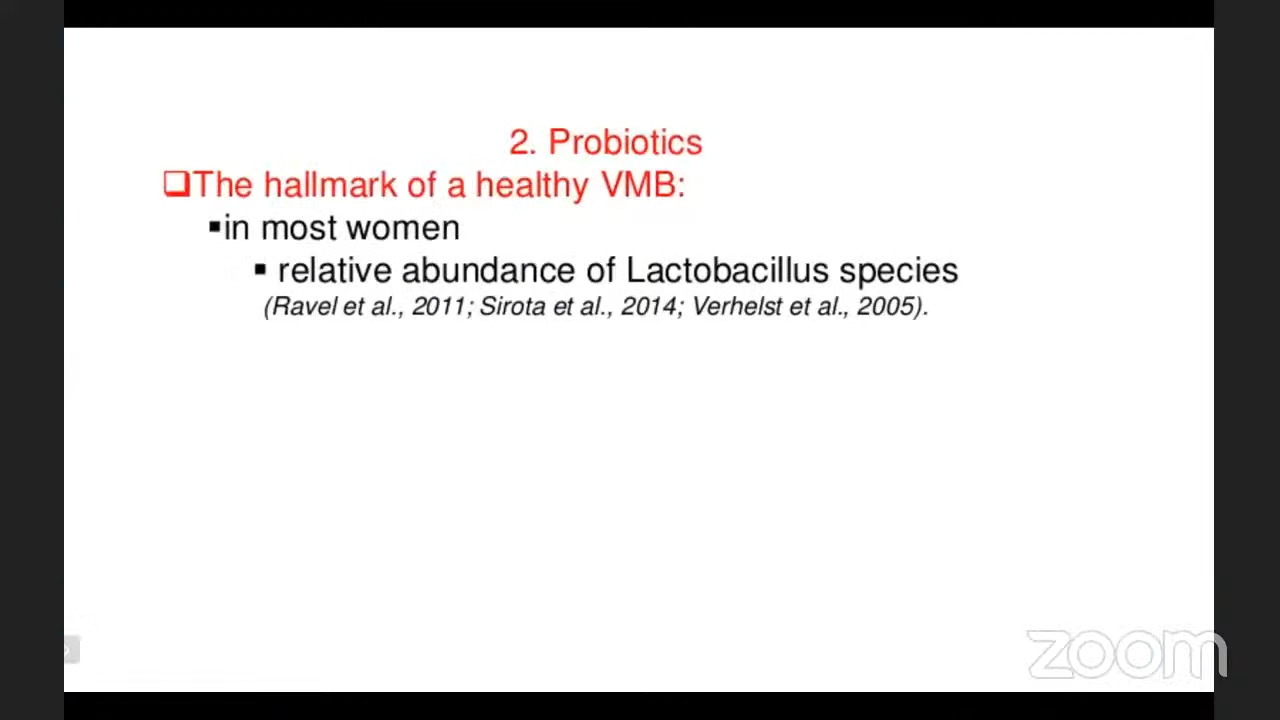 2. Probiotics
❑The hallmark of a healthy VMB:
▪in most women
▪ relative abundance of Lactobacillus species
(Ravel et al., 2011; Sirota et al., 2014; Verhelst et al., 2005).
zoom